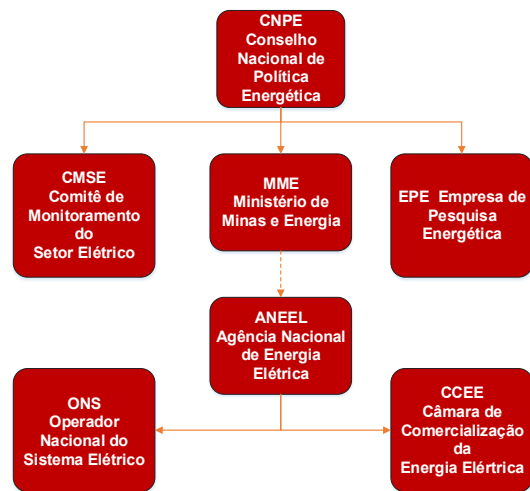 CNPE
Conselho
Nacional de
Política
Energética
CMSE
Comitê de
Monitoramento
do
Setor Elétrico
MME
Ministério de
Minas e Energia
EPE Empresa de
Pesquisa
Energética
ANEEL
Agência Nacional
de Energia
Elétrica
ONS
Operador
Nacional do
Sistema Elétrico
CCEE
Câmara de
Comercialização
da
Energia Elértrica